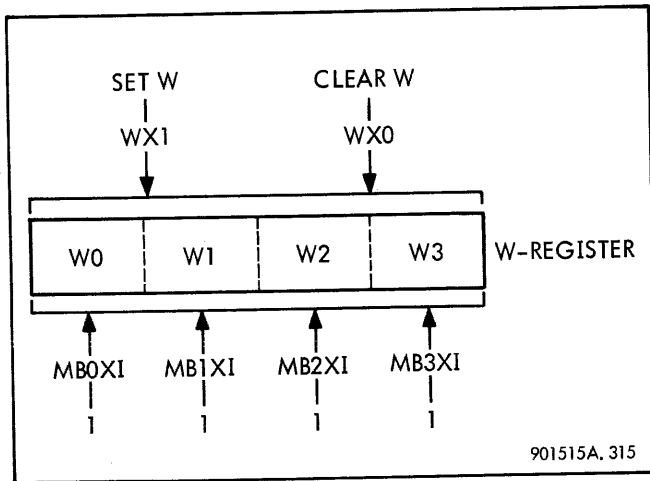 SET W CLEAR W
WX1 WX0
W0 W1 W2 W3 W-REGISTER
MB0XI MB1XI MB2XI MB3XI
1 1 1 1
901515A. 315